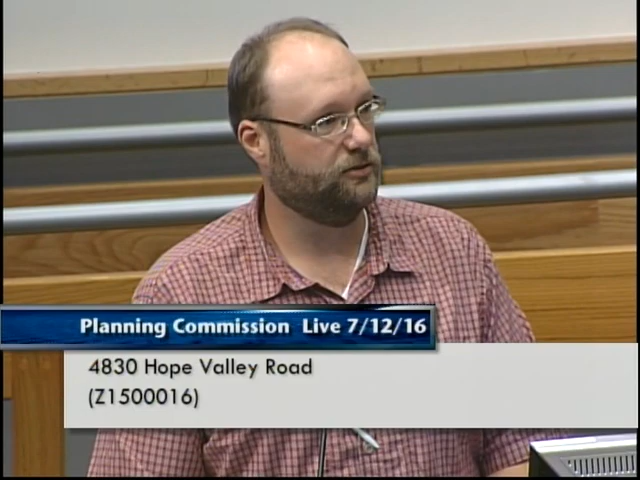 Planning Commission Live 7/12/16
4830 Hope Valley Road
(Z1500016)